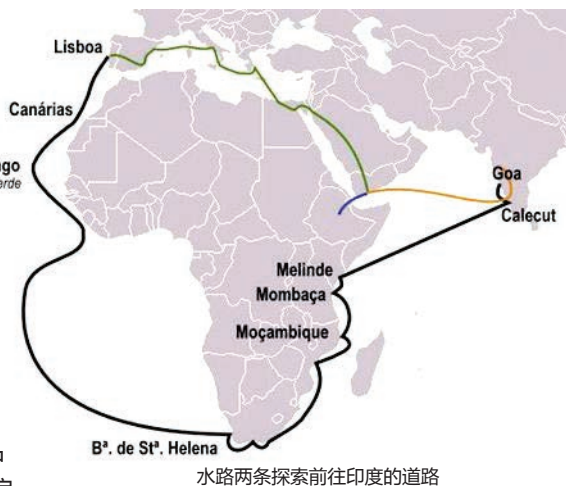 Lisboa
Canárias
Goa
Calecut
Melinde
Mombaça
Moçambique
Bª. de Stª. Helena
水路两条探索前往印度的道路